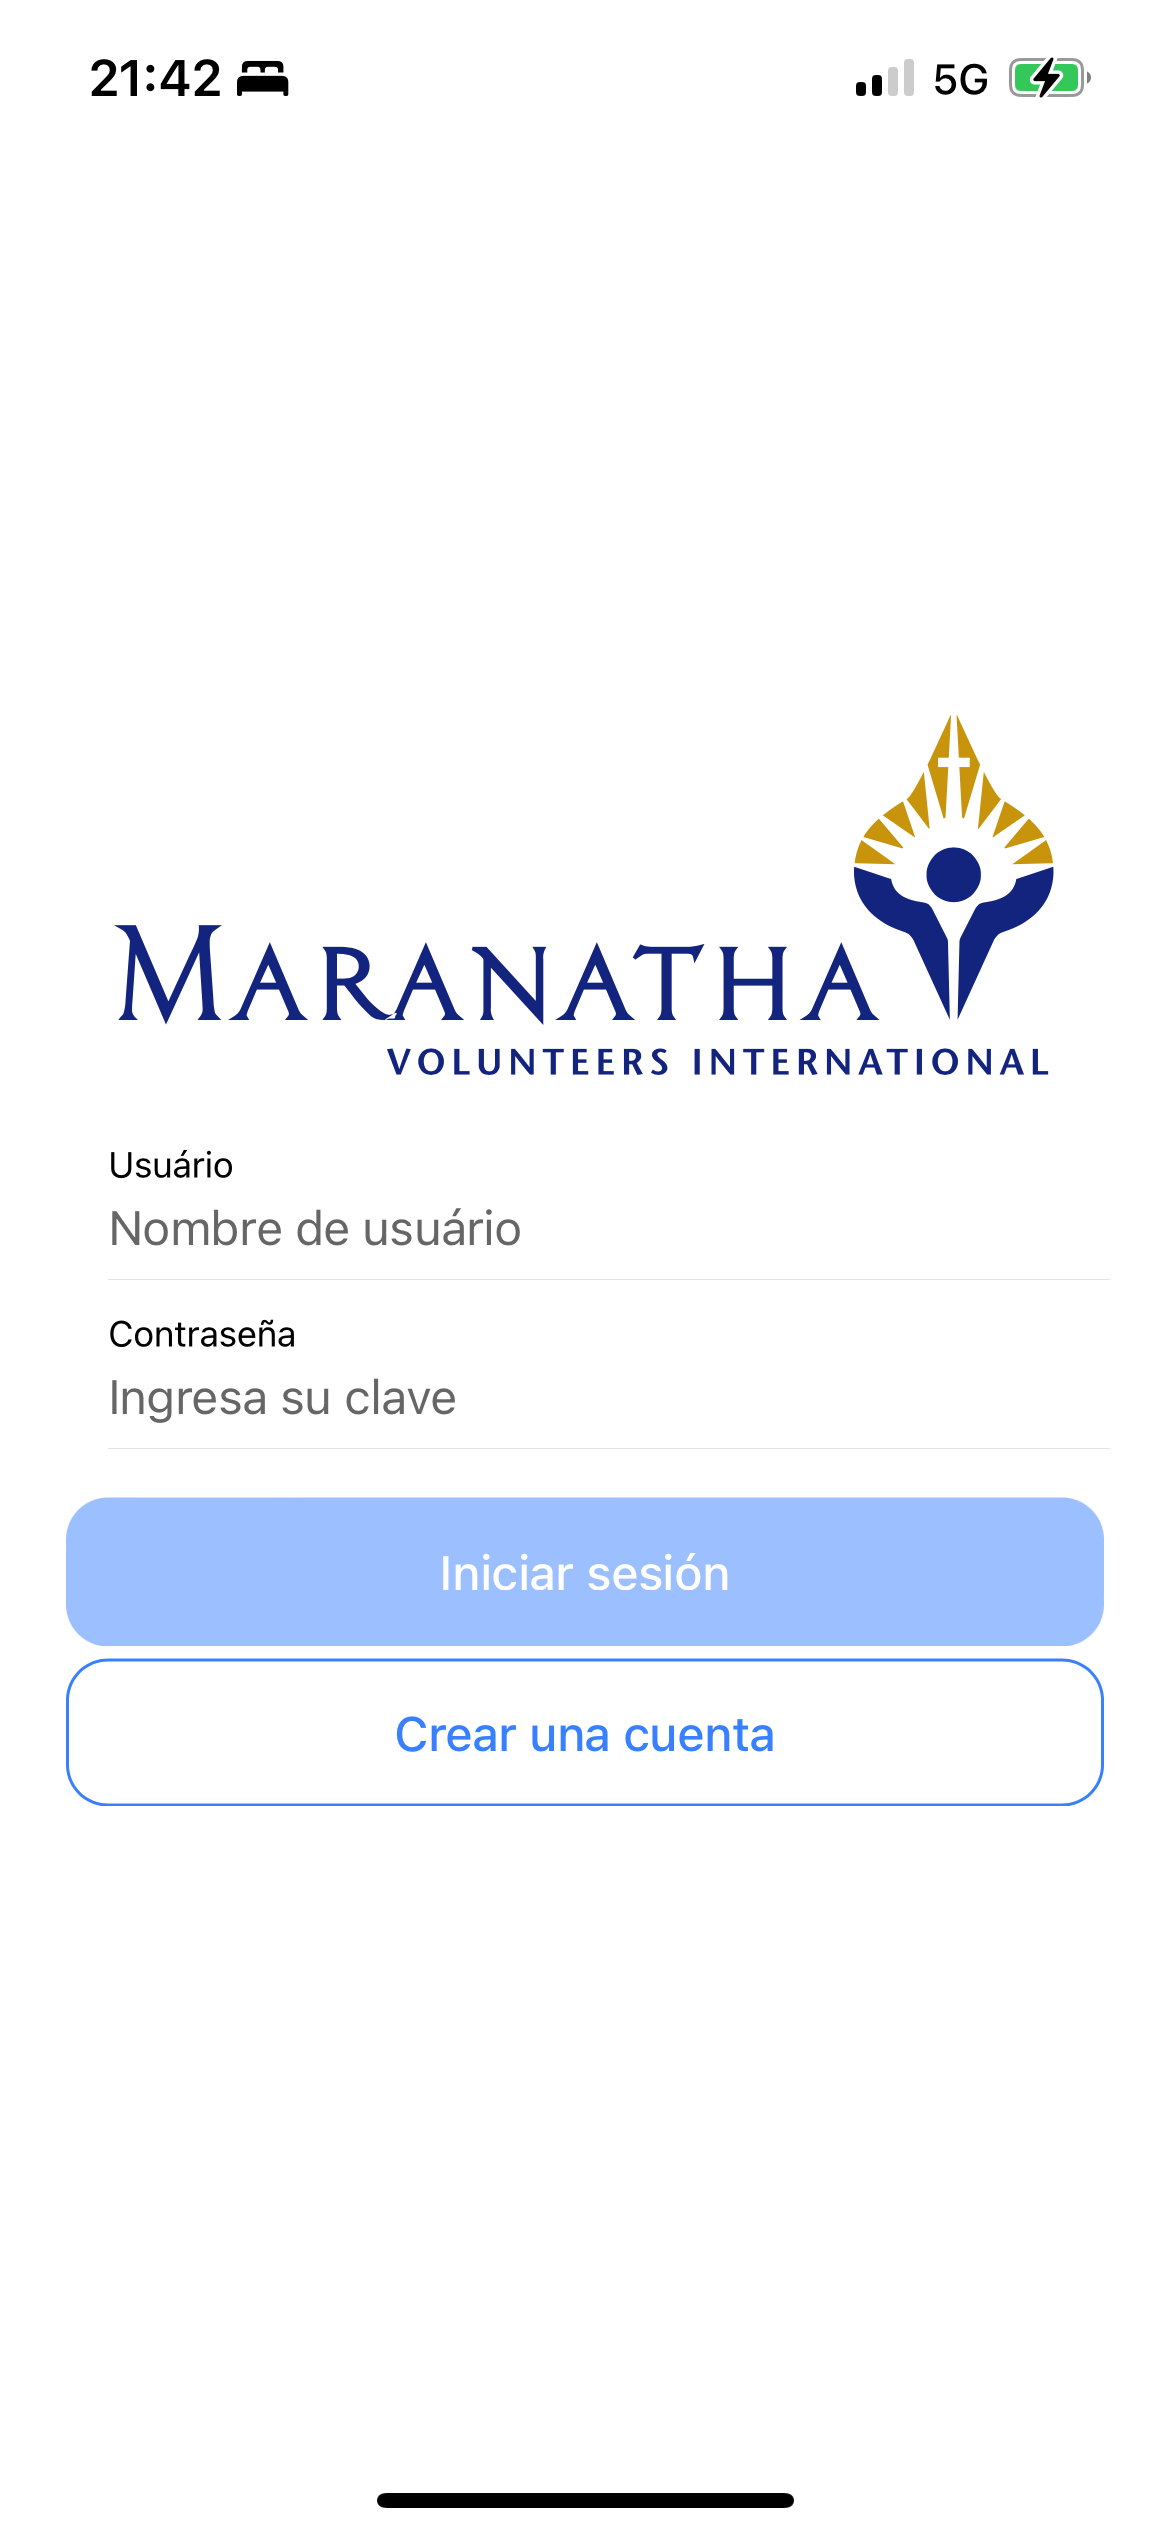 21:42
5G
MARANATHA
VOLUNTEERS INTERNATIONAL
Usuário
Nombre de usuário
Contraseña
Ingresa su clave
Iniciar sesión
Crear una cuenta